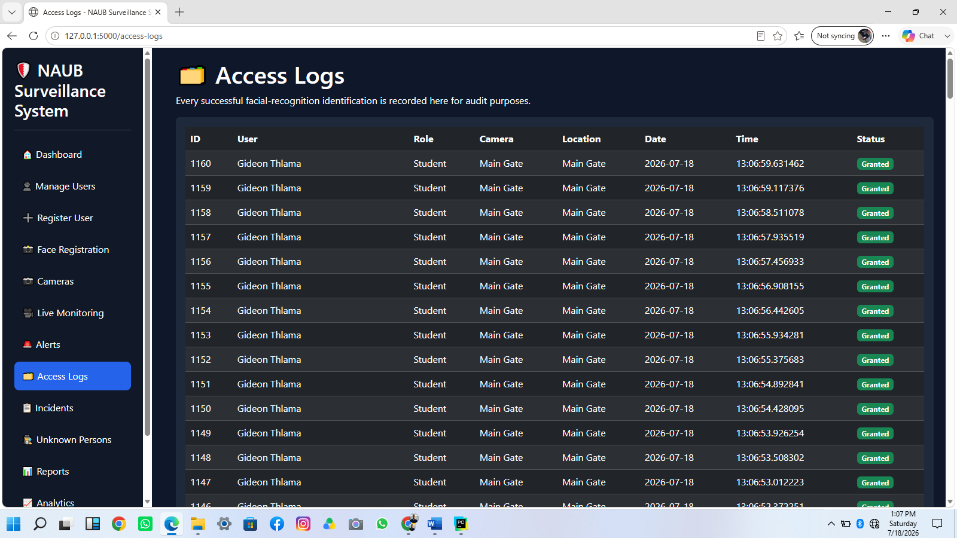 Access Logs - NAUB Surveillance S
127.0.0.1:5000/access-logs
Not syncing
Chat
NAUB
Surveillance
System
Dashboard
Manage Users
Register User
Face Registration
Cameras
Live Monitoring
Alerts
Access Logs
Incidents
Unknown Persons
Reports
Analytics
Access Logs
Every successful facial-recognition identification is recorded here for audit purposes.
ID User Role Camera Location Date Time Status
1160 Gideon Thlama Student Main Gate Main Gate 2026-07-18 13:06:59.631462 Granted
1159 Gideon Thlama Student Main Gate Main Gate 2026-07-18 13:06:59.117376 Granted
1158 Gideon Thlama Student Main Gate Main Gate 2026-07-18 13:06:58.511078 Granted
1157 Gideon Thlama Student Main Gate Main Gate 2026-07-18 13:06:57.935519 Granted
1156 Gideon Thlama Student Main Gate Main Gate 2026-07-18 13:06:57.456933 Granted
1155 Gideon Thlama Student Main Gate Main Gate 2026-07-18 13:06:56.908155 Granted
1154 Gideon Thlama Student Main Gate Main Gate 2026-07-18 13:06:56.442605 Granted
1153 Gideon Thlama Student Main Gate Main Gate 2026-07-18 13:06:55.934281 Granted
1152 Gideon Thlama Student Main Gate Main Gate 2026-07-18 13:06:55.375683 Granted
1151 Gideon Thlama Student Main Gate Main Gate 2026-07-18 13:06:54.892841 Granted
1150 Gideon Thlama Student Main Gate Main Gate 2026-07-18 13:06:54.428095 Granted
1149 Gideon Thlama Student Main Gate Main Gate 2026-07-18 13:06:53.926254 Granted
1148 Gideon Thlama Student Main Gate Main Gate 2026-07-18 13:06:53.508302 Granted
1147 Gideon Thlama Student Main Gate Main Gate 2026-07-18 13:06:53.012223 Granted
Gideon Thlama Student Main Gate Main Gate 2026-07-18
1:07 PM
Saturday
7/18/2026